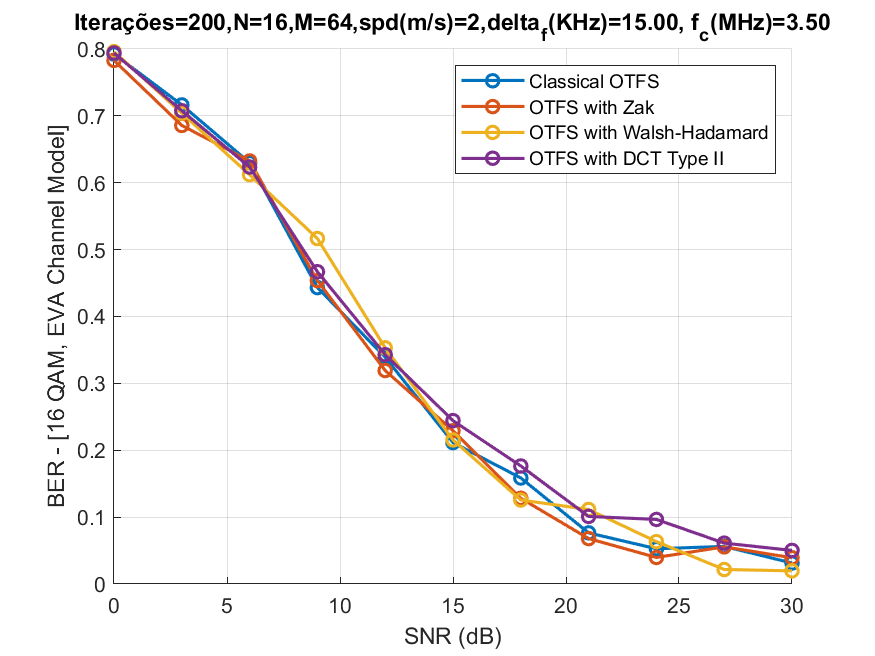 Iterações=200,N=16,M=64,spd(m/s)=2,delta_f(KHz)=15.00, f_c(MHz)=3.50
Classical OTFS
OTFS with Zak
OTFS with Walsh-Hadamard
OTFS with DCT Type II
BER - [16 QAM, EVA Channel Model]
0.8
0.7
0.6
0.5
0.4
0.3
0.2
0.1
0
0 5 10 15 20 25 30
SNR (dB)